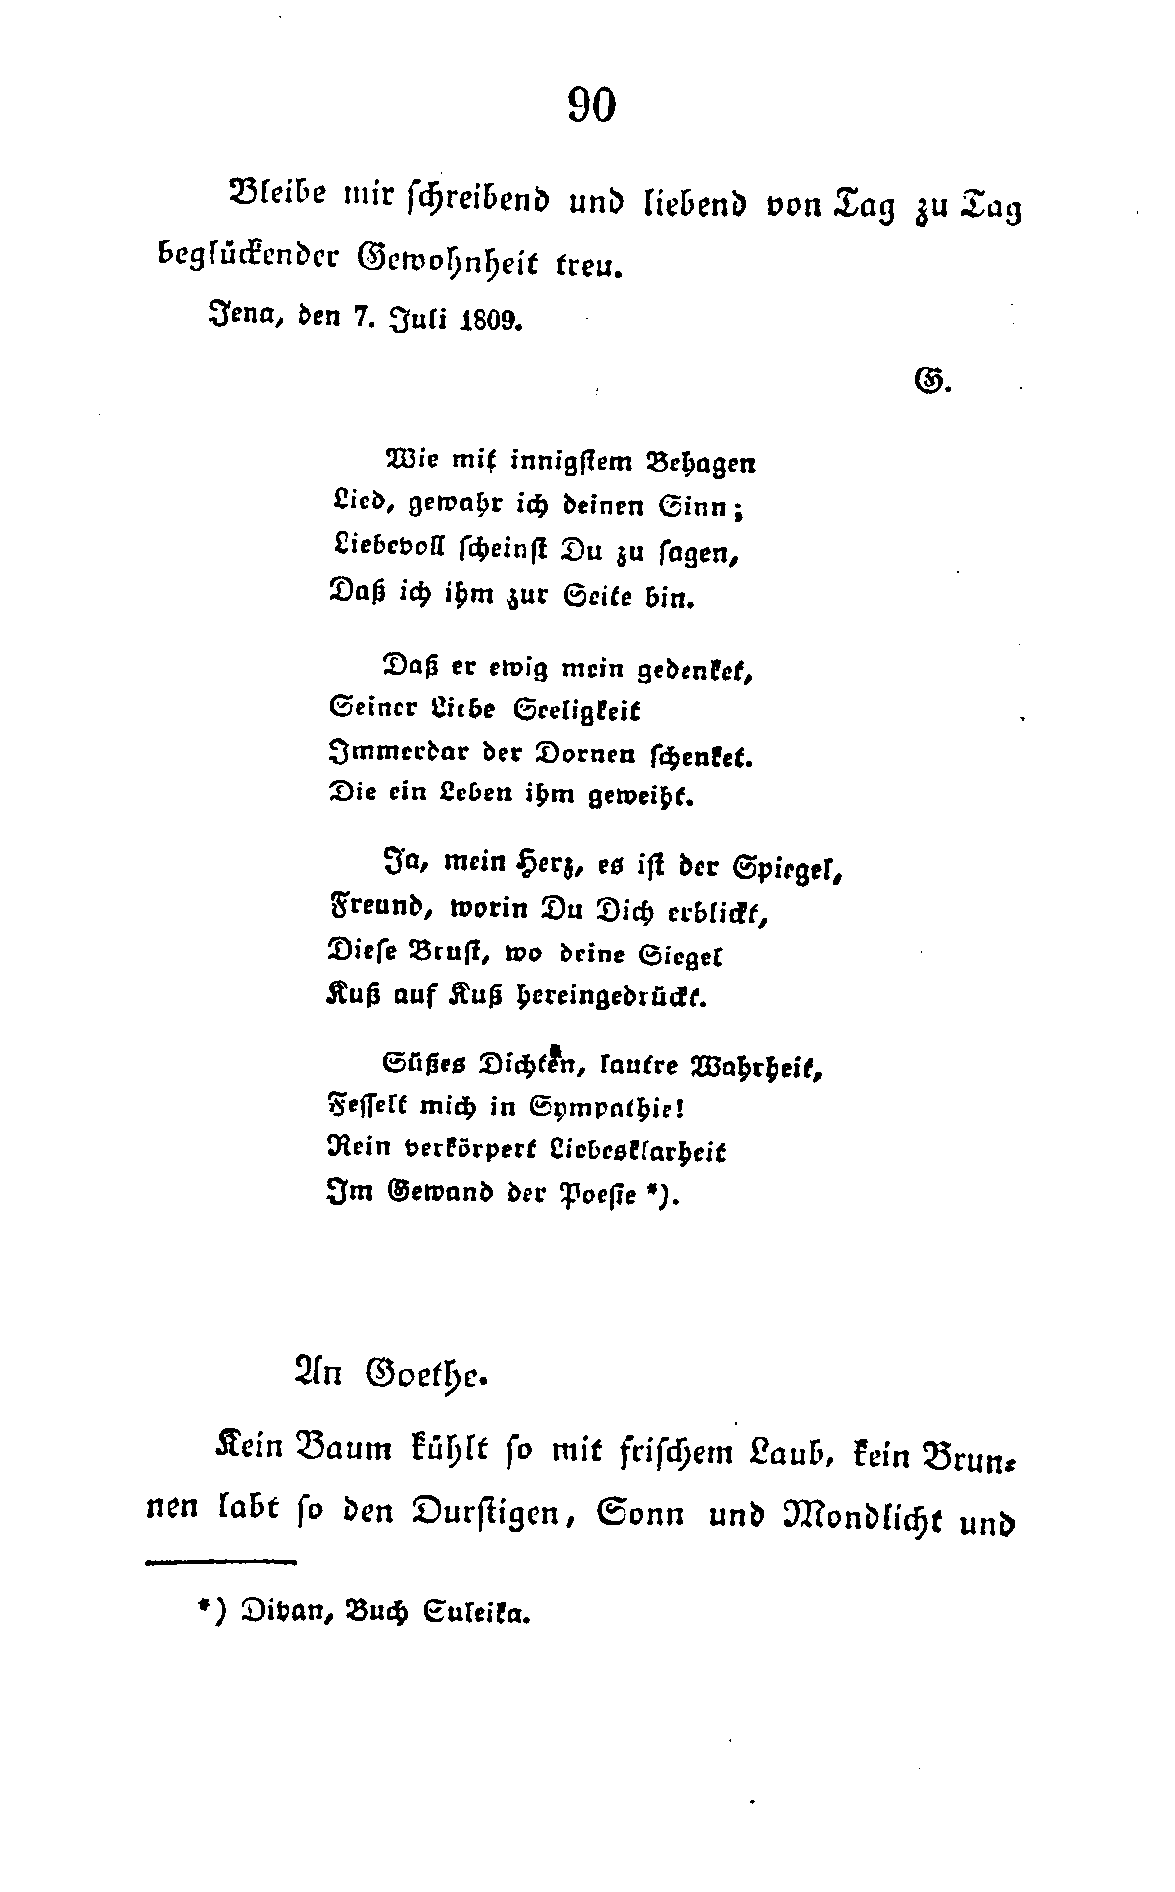 90
Bleibe mir ſchreibend und liebend von Tag zu Tag
beglückender Gewohnheit treu.
Jena, den 7. Juli 1809.
G.
Wie mit innigſtem Behagen
Lied, gewahr ich deinen Sinn;
Liebevoll ſcheinſt Du zu ſagen,
Daß ich ihm zur Seite bin.
Daß er ewig mein gedenket,
Seiner Liebe Seeligkeit
Immerdar der Dornen ſchenket.
Die ein Leben ihm geweiht.
Ja, mein Herz, es iſt der Spiegel,
Freund, worin Du Dich erblickt,
Dieſe Bruſt, wo deine Siegel
Kuß auf Kuß hereingedrückt.
Süßes Dichten, lautre Wahrheit,
Feſſelt mich in Sympathie!
Rein verkörpert Liebesklarheit
Im Gewand der Poeſie *).
An Goethe.
Kein Baum kühlt ſo mit friſchem Laub, kein Brun-
nen labt ſo den Durſtigen, Sonn und Mondlicht und
*) Divan, Buch Suleika.